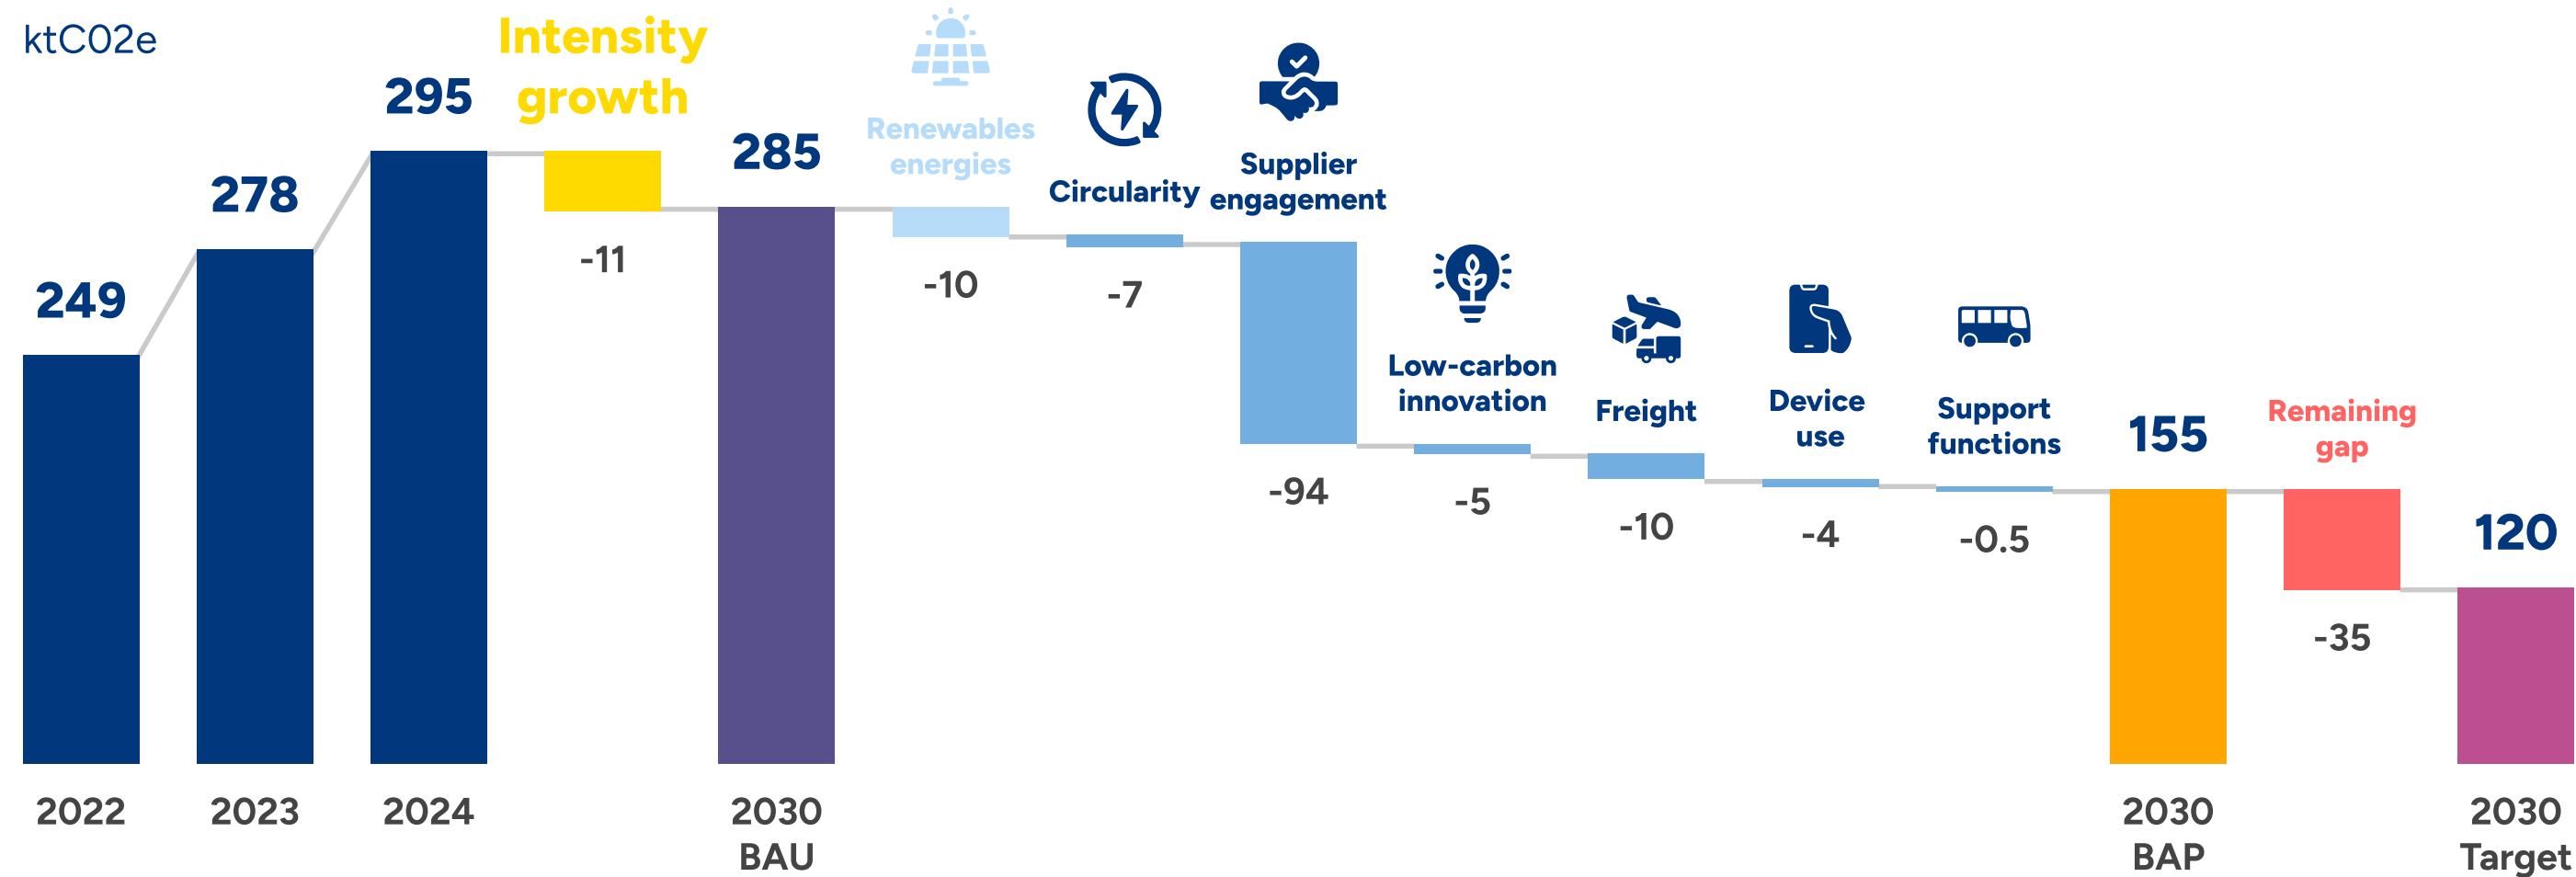 ktC02e
249
278
295
Intensity
growth
-11
285
Renewables
energies
-10
Circularity
-7
Supplier
engagement
-94
Low-carbon
innovation
-5
Freight
-10
Device
use
-4
Support
functions
-0.5
155
Remaining
gap
-35
120
2022
2023
2024
2030
BAU
2030
BAP
2030
Target